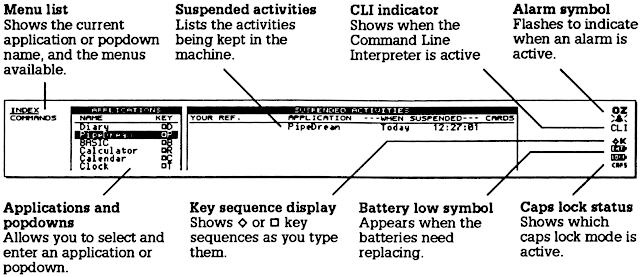 Menu list
Shows the current
application or popdown
name, and the menus
available.
Suspended activities
Lists the activities
being kept in the
machine.
CLI indicator
Shows when the
Command Line
Interpreter is active
Alarm symbol
Flashes to indicate
when an alarm is
active.
INDEX
COMMANDS
APPLICATIONS
NAME KEY
Diary □D
PipeDream □P
BASIC □B
Calculator □R
Calendar □C
Clock □T
SUSPENDED ACTIVITIES
YOUR REF. APPLICATION ---WHEN SUSPENDED--- CARDS
PipeDream Today 12:27:01
OZ
CLI
◇K
CAPS
Applications and
popdowns
Allows you to select and
enter an application or
popdown.
Key sequence display
Shows ◇ or □ key
sequences as you type
them.
Battery low symbol
Appears when the
batteries need
replacing.
Caps lock status
Shows which
caps lock mode is
active.